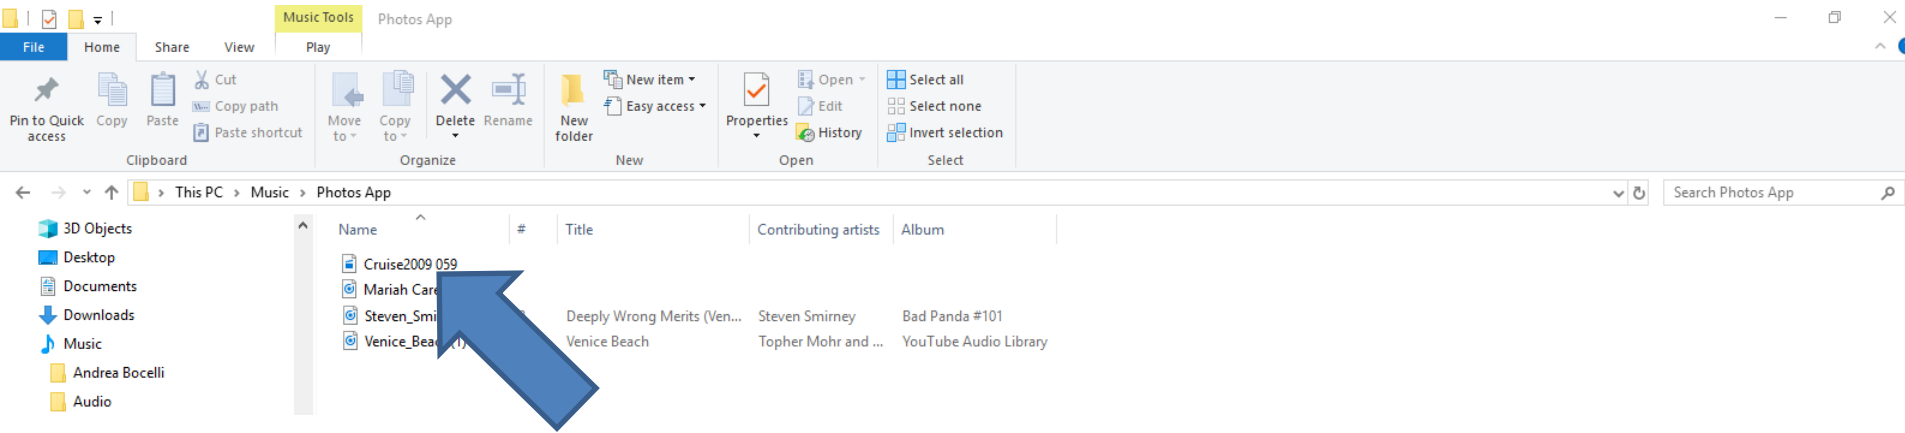 Music Tools Photos App
File Home Share View Play
Pin to Quick access
Copy
Paste
Cut
Copy path
Paste shortcut
Clipboard
Move to
Copy to
Delete
Rename
Organize
New folder
New item
Easy access
New
Properties
Open
Edit
History
Open
Select all
Select none
Invert selection
Select
This PC > Music > Photos App
Search Photos App
3D Objects
Desktop
Documents
Downloads
Music
Andrea Bocelli
Audio
Name # Title Contributing artists Album
Cruise2009 059
Mariah
Deeply Wrong Merits (Ven... Steven Smirney Bad Panda #101
Venice Beach Topher Mohr and ... YouTube Audio Library